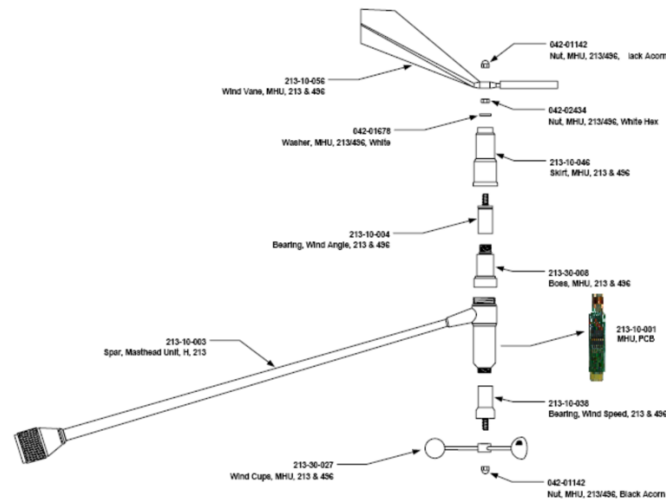 042-01142
Nut, MHU, 213/496, lack Acorn
213-10-056
Wind Vane, MHU, 213 & 496
042-02434
Nut, MHU, 213/496, White Hex
042-01678
Washer, MHU, 213/496, White
213-10-046
Skirt, MHU, 213 & 496
213-10-004
Bearing, Wind Angle, 213 & 496
213-30-008
Boss, MHU, 213 & 496
213-10-001
MHU, PCB
213-10-003
Spar, Masthead Unit, H, 213
213-10-038
Bearing, Wind Speed, 213 & 496
213-30-027
Wind Cups, MHU, 213 & 496
042-01142
Nut, MHU, 213/496, Black Acorn